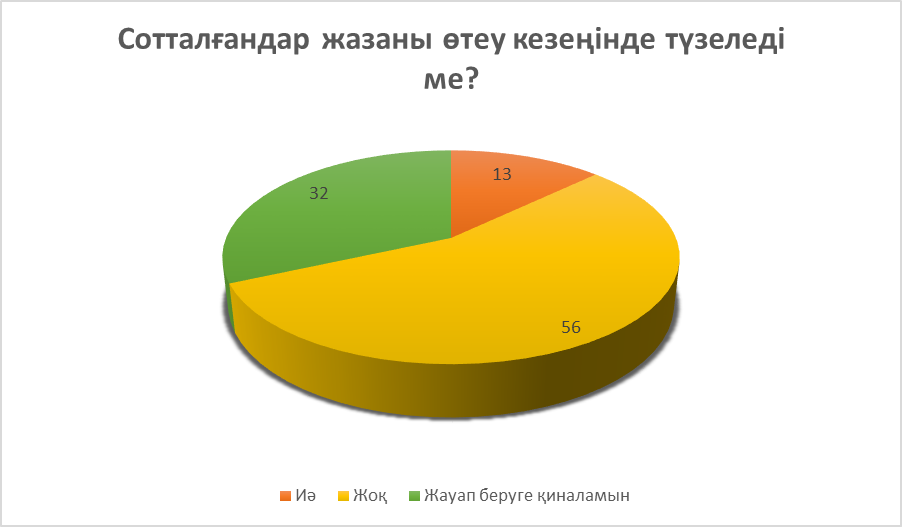 Сотталғандар жазаны өтеу кезеңінде түзеледі
ме?
13
32
56
Иә Жоқ Жауап беруге қиналамын